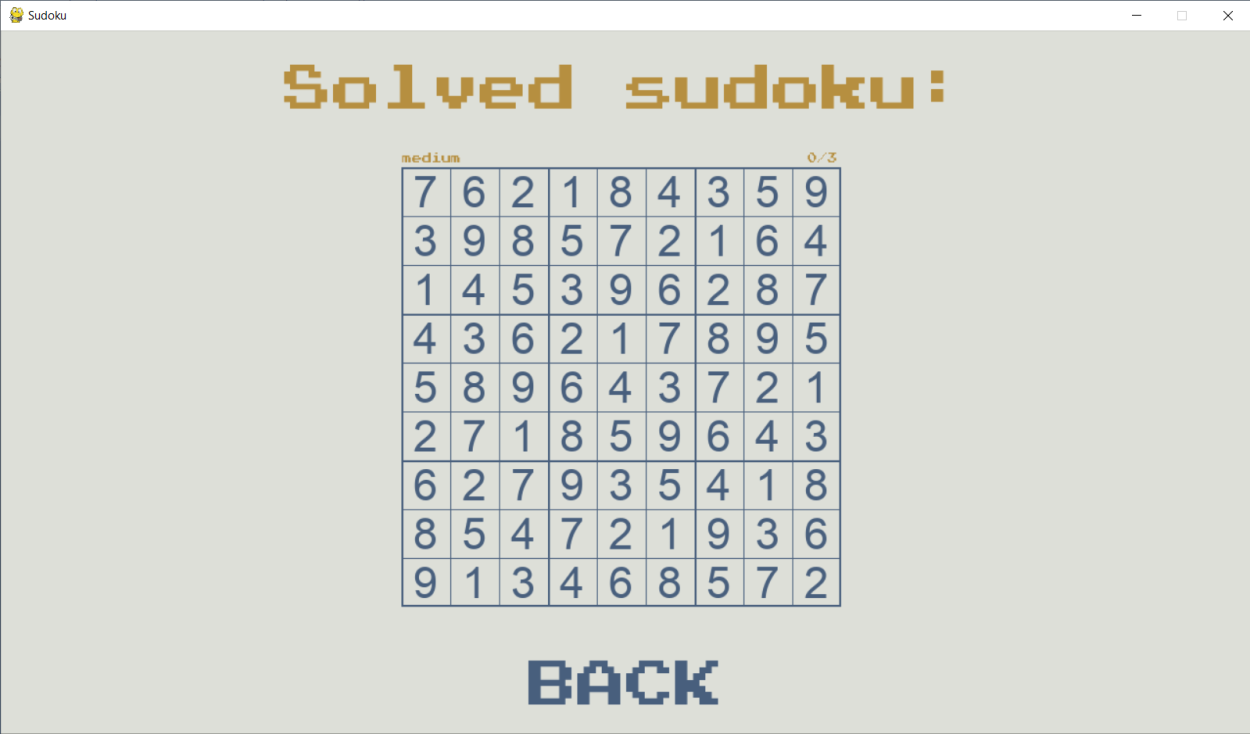 Sudoku
Solved sudoku:
medium 0/3
7 6 2 1 8 4 3 5 9
3 9 8 5 7 2 1 6 4
1 4 5 3 9 6 2 8 7
4 3 6 2 1 7 8 9 5
5 8 9 6 4 3 7 2 1
2 7 1 8 5 9 6 4 3
6 2 7 9 3 5 4 1 8
8 5 4 7 2 1 9 3 6
9 1 3 4 6 8 5 7 2
BACK